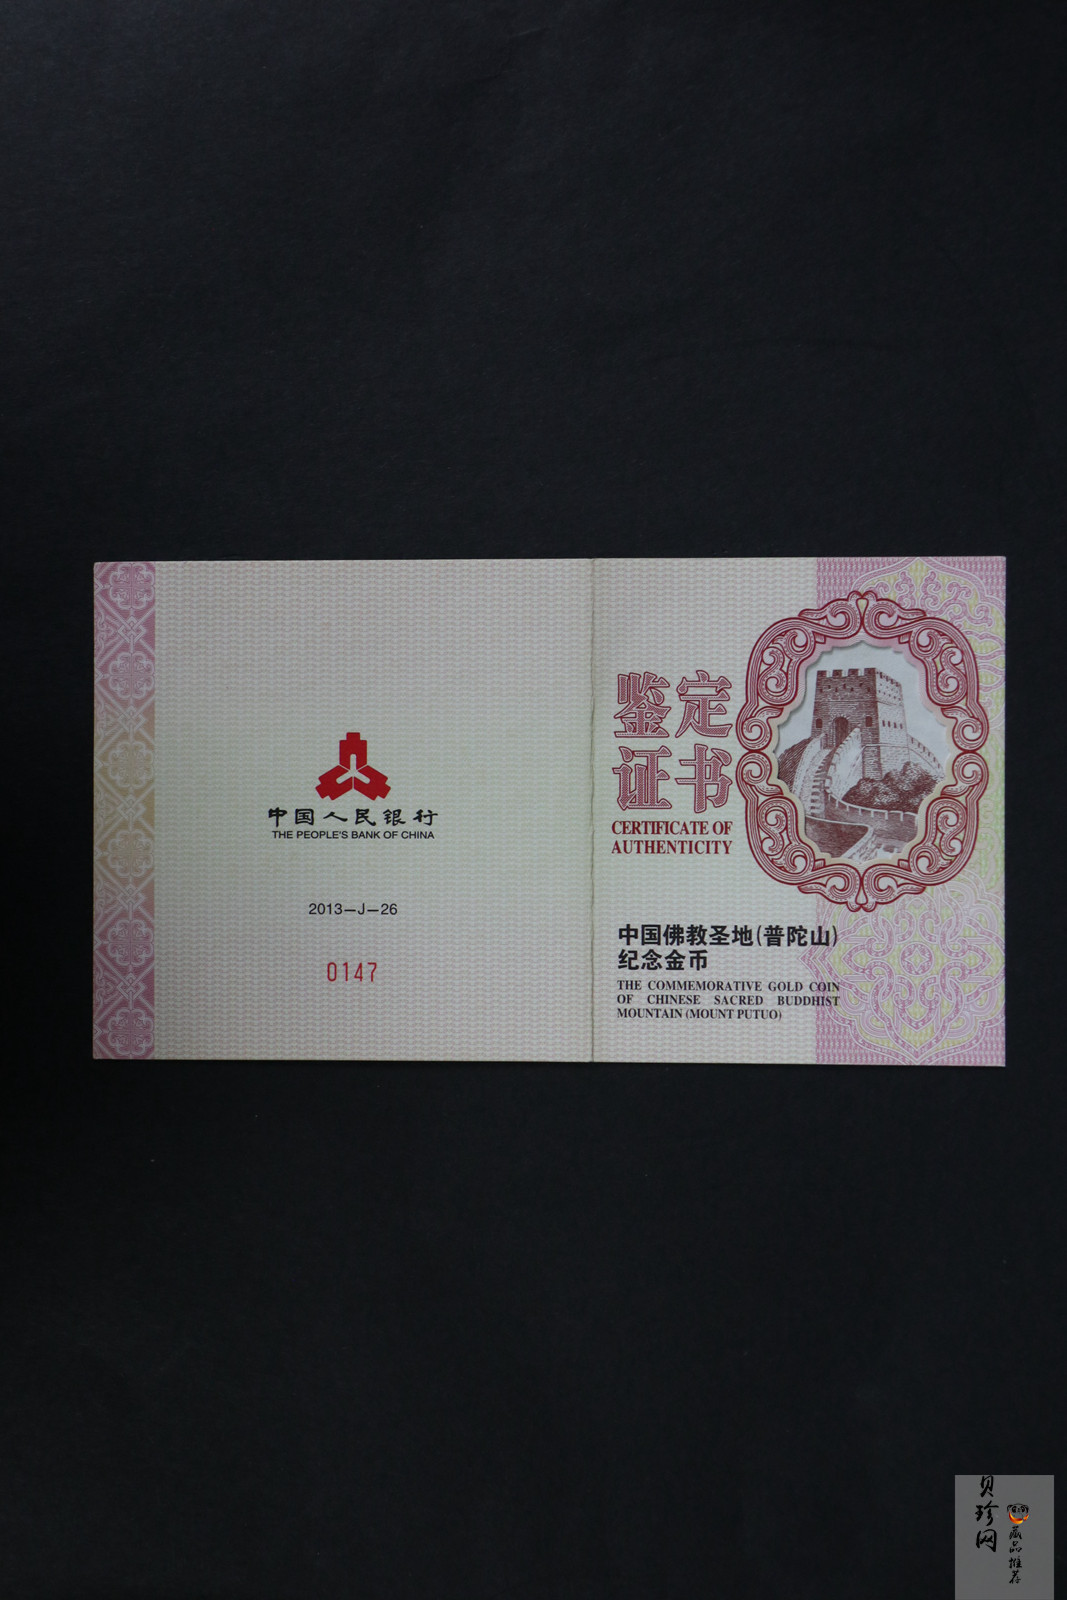 中国人民银行
THE PEOPLE'S BANK OF CHINA
2013—J—26
0147
鉴定
证书
CERTIFICATE OF
AUTHENTICITY
中国佛教圣地(普陀山)
纪念金币
THE COMMEMORATIVE GOLD COIN
OF CHINESE SACRED BUDDHIST
MOUNTAIN (MOUNT PUTUO)
贝珍网
藏品推荐